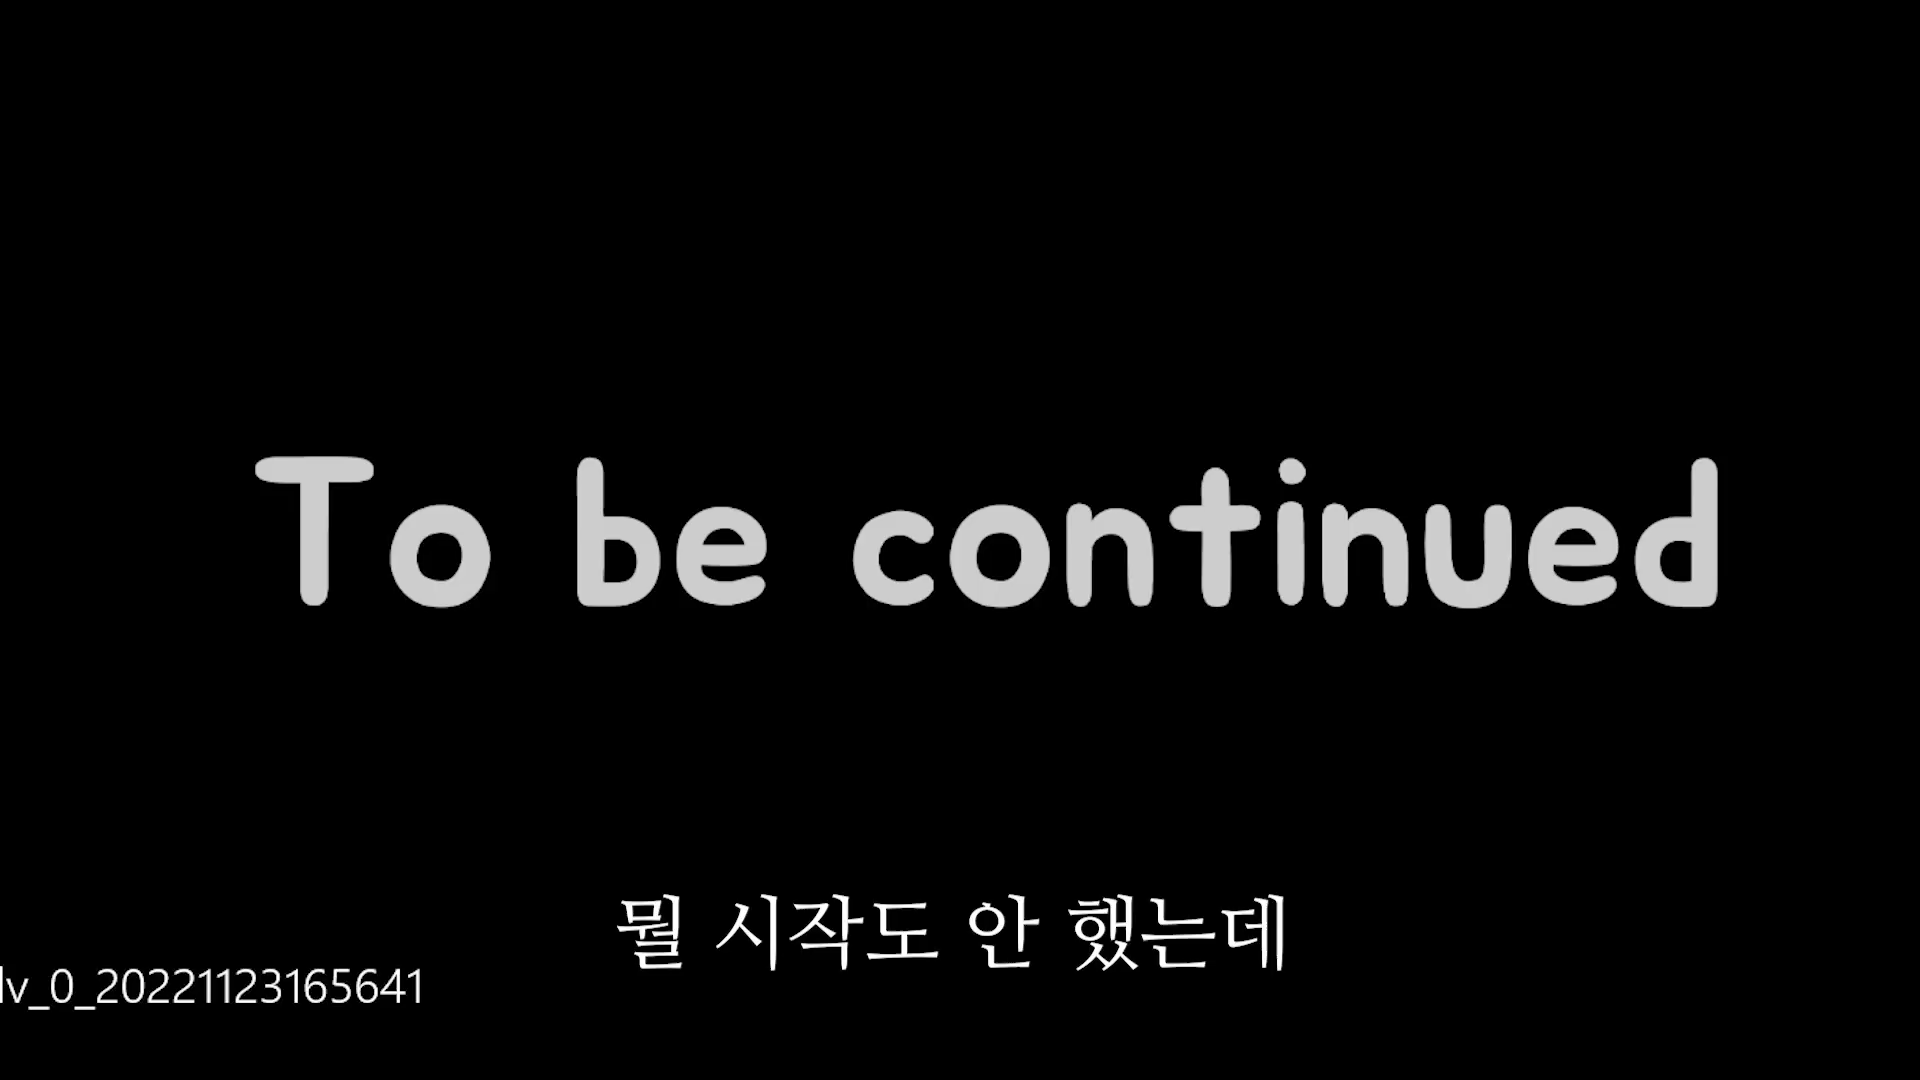 To be continued
뭘 시작도 안 했는데
lv_0_20221123165641